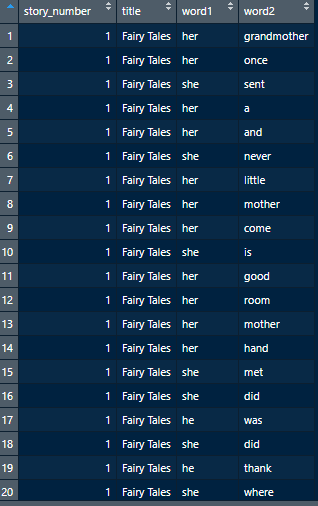 story_number title word1 word2
1 1 Fairy Tales her grandmother
2 1 Fairy Tales her once
3 1 Fairy Tales she sent
4 1 Fairy Tales her a
5 1 Fairy Tales her and
6 1 Fairy Tales she never
7 1 Fairy Tales her little
8 1 Fairy Tales her mother
9 1 Fairy Tales her come
10 1 Fairy Tales she is
11 1 Fairy Tales her good
12 1 Fairy Tales her room
13 1 Fairy Tales her mother
14 1 Fairy Tales her hand
15 1 Fairy Tales she met
16 1 Fairy Tales she did
17 1 Fairy Tales he was
18 1 Fairy Tales she did
19 1 Fairy Tales he thank
20 1 Fairy Tales she where